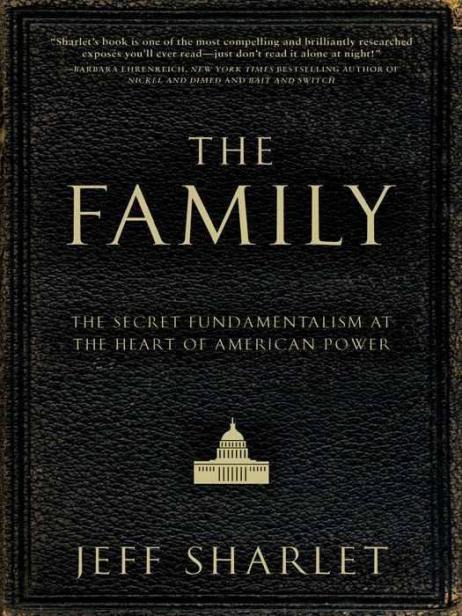 "Sharlet's book is one of the most compelling and brilliantly researched
exposés you'll ever read—just don't read it alone at night!"
—BARBARA EHRENREICH, NEW YORK TIMES BESTSELLING AUTHOR OF
NICKEL AND DIMED AND BAIT AND SWITCH
THE
FAMILY
THE SECRET FUNDAMENTALISM AT
THE HEART OF AMERICAN POWER
JEFF SHARLET